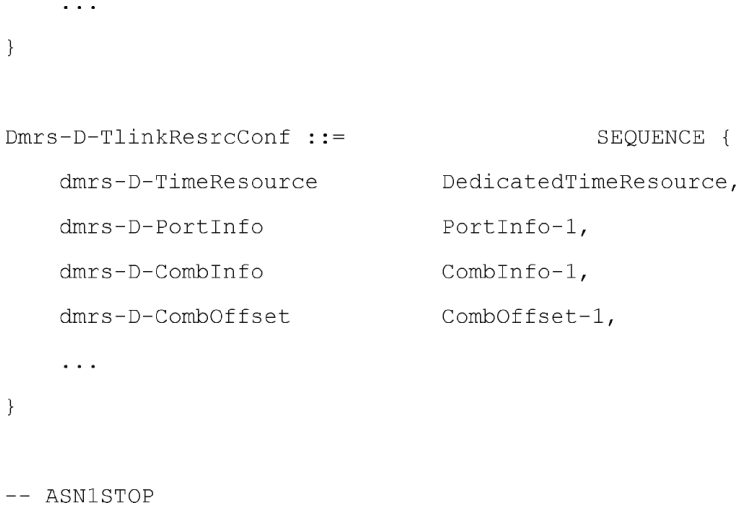 ...
}
Dmrs-D-TlinkResrcConf ::= SEQUENCE {
dmrs-D-TimeResource DedicatedTimeResource,
dmrs-D-PortInfo PortInfo-1,
dmrs-D-CombInfo CombInfo-1,
dmrs-D-CombOffset CombOffset-1,
...
}
-- ASN1STOP